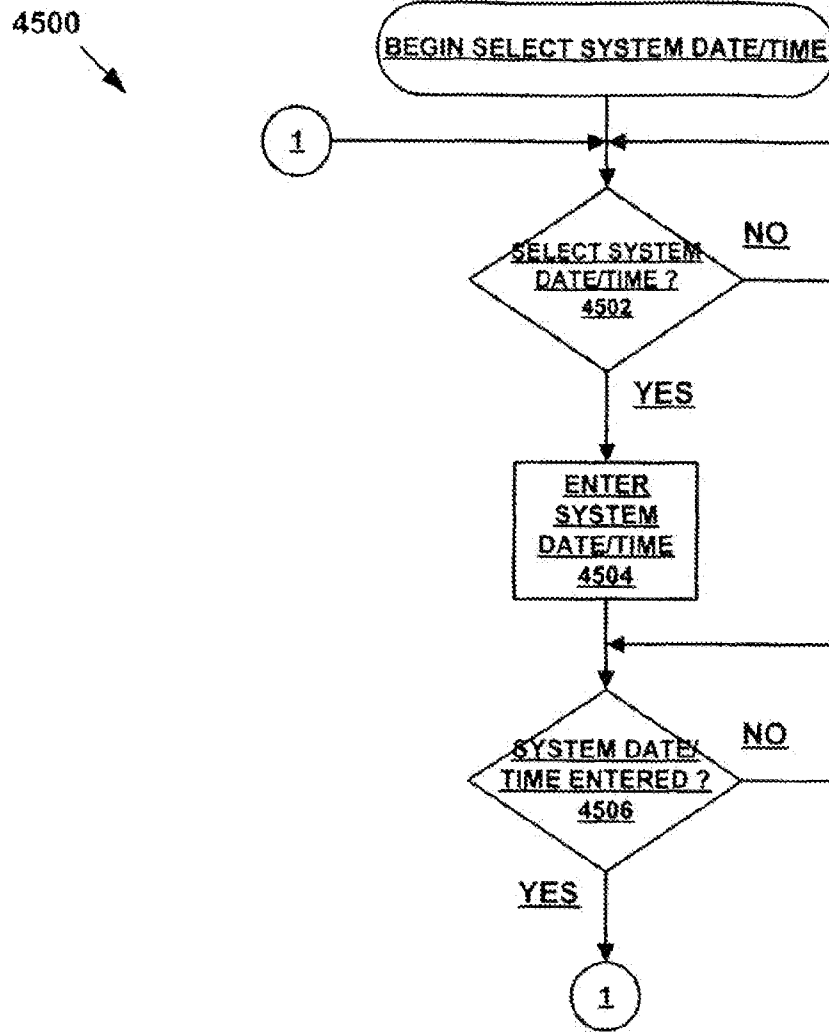 4500
BEGIN SELECT SYSTEM DATE/TIME
1
SELECT SYSTEM
DATE/TIME ?
4502
NO
YES
ENTER
SYSTEM
DATE/TIME
4504
SYSTEM DATE/
TIME ENTERED ?
4506
NO
YES
1